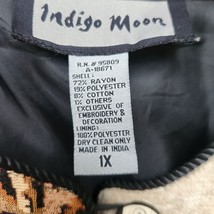 Indigo Moon
R.N.# 95809
A-18671
SHELL:
72% RAYON
19% POLYESTER
8% COTTON
1% OTHERS
EXCLUSIVE OF
EMBROIDERY &
DECORATION
LINING:
100% POLYESTER
DRY CLEAN ONLY
MADE IN INDIA
1X